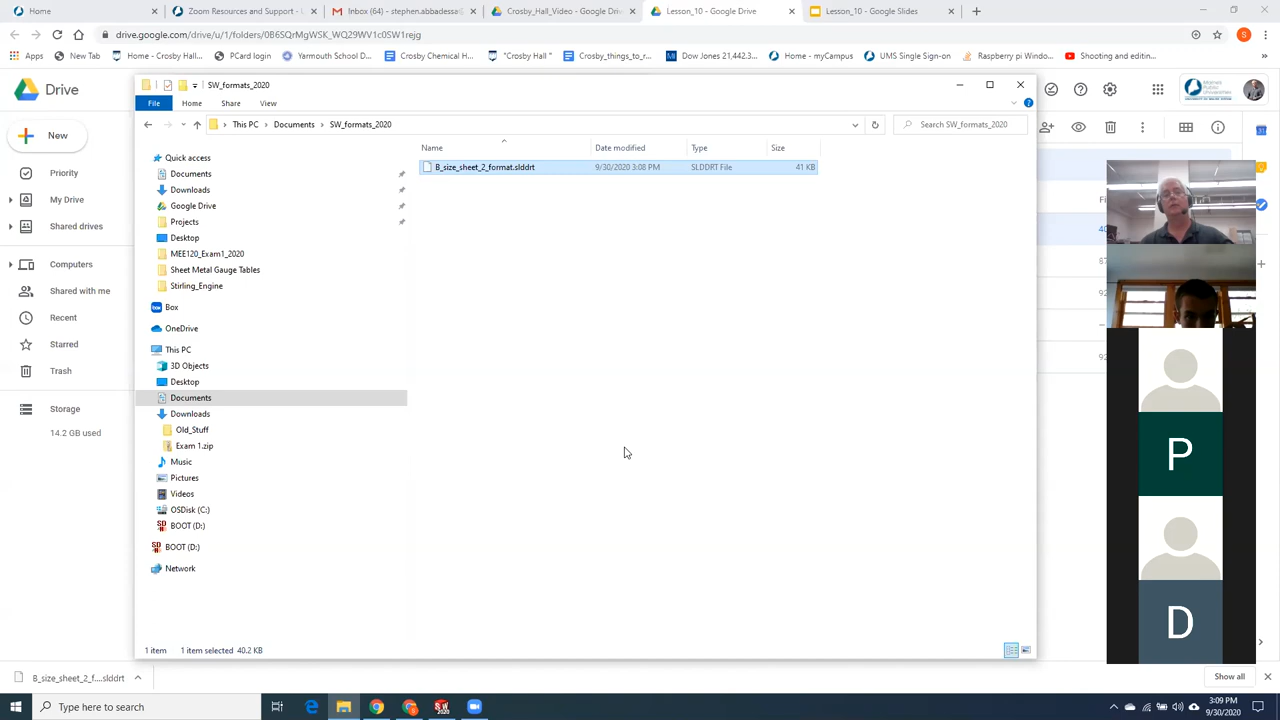 Home
Zoom Resources and Support - U
Inbox (64) - stephen.abbadessa@
Crosby_Hall_Video - Google Drive
Lesson_10 - Google Drive
Lesson_10 - Google Slides
drive.google.com/drive/u/1/folders/0B6SQrMgWSK_WQ29WV1c0SW1rejg
S
Apps
New Tab
Home - Crosby Hall...
PCard login
Yarmouth School D...
Crosby Chemical H...
"Crosby Hall"
Crosby_things_to_r...
Dow Jones 21,442.3...
Home - myCampus
UMS Single Sign-on
Raspberry pi Windo...
Shooting and editin...
Drive
New
Priority
My Drive
Shared drives
Computers
Shared with me
Recent
Starred
Trash
Storage
14.2 GB used
SW_formats_2020
File
Home
Share
View
This PC > Documents > SW_formats_2020
Search SW_formats_2020
Name
Date modified
Type
Size
B_size_sheet_2_format.slddrt
9/30/2020 3:08 PM
SLDDRT File
41 KB
Quick access
Documents
Downloads
Google Drive
Projects
Desktop
MEE120_Exam1_2020
Sheet Metal Gauge Tables
Stirling_Engine
Box
OneDrive
This PC
3D Objects
Desktop
Documents
Downloads
Old_Stuff
Exam 1.zip
Music
Pictures
Videos
OSDisk (C:)
BOOT (D:)
BOOT (D:)
Network
1 item
1 item selected 40.2 KB
P
D
B_size_sheet_2_f....slddrt
Show all
Type here to search
3:09 PM
9/30/2020